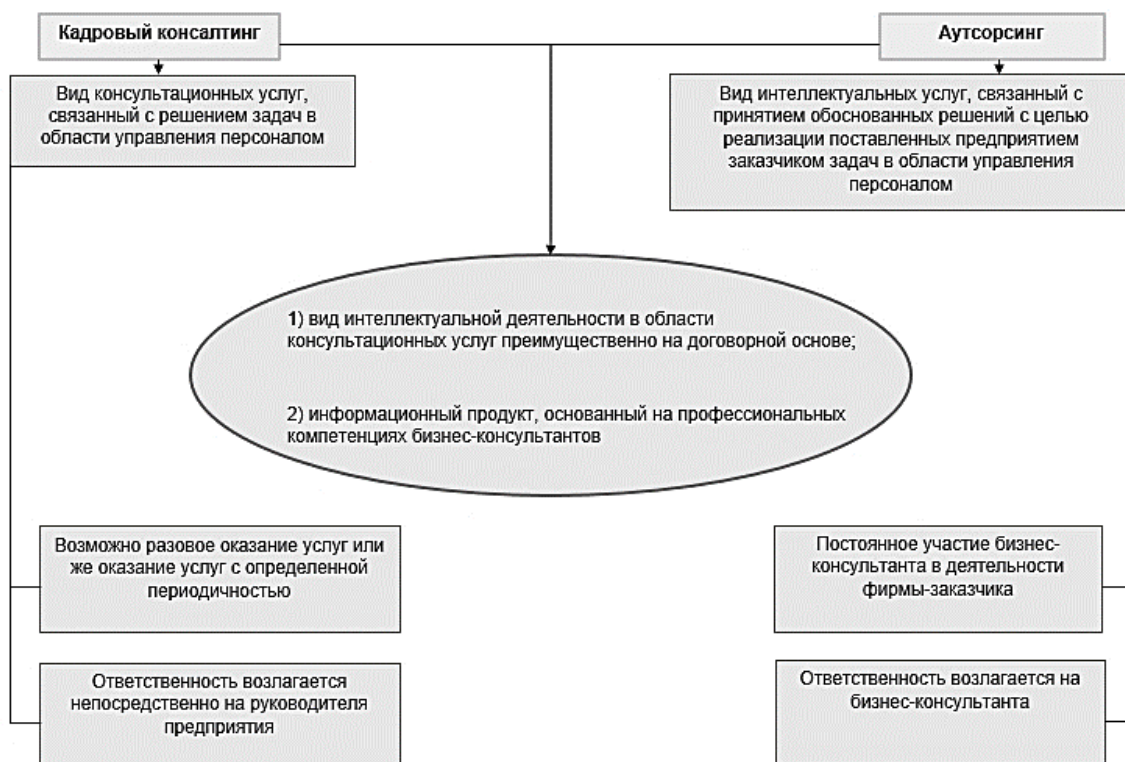 Кадровый консалтинг
Аутсорсинг
Вид консультационных услуг,
связанный с решением задач в
области управления персоналом
Вид интеллектуальных услуг, связанный с
принятием обоснованных решений с целью
реализации поставленных предприятием
заказчиком задач в области управления
персоналом
1) вид интеллектуальной деятельности в области
консультационных услуг преимущественно на договорной основе;
2) информационный продукт, основанный на профессиональных
компетенциях бизнес-консультантов
Возможно разовое оказание услуг или
же оказание услуг с определенной
периодичностью
Постоянное участие бизнес-
консультанта в деятельности
фирмы-заказчика
Ответственность возлагается
непосредственно на руководителя
предприятия
Ответственность возлагается на
бизнес-консультанта